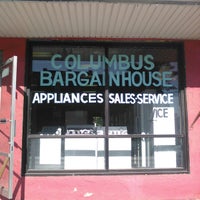 COLUMBUS
BARGAINHOUSE
APPLIANCES SALES-SERVICE